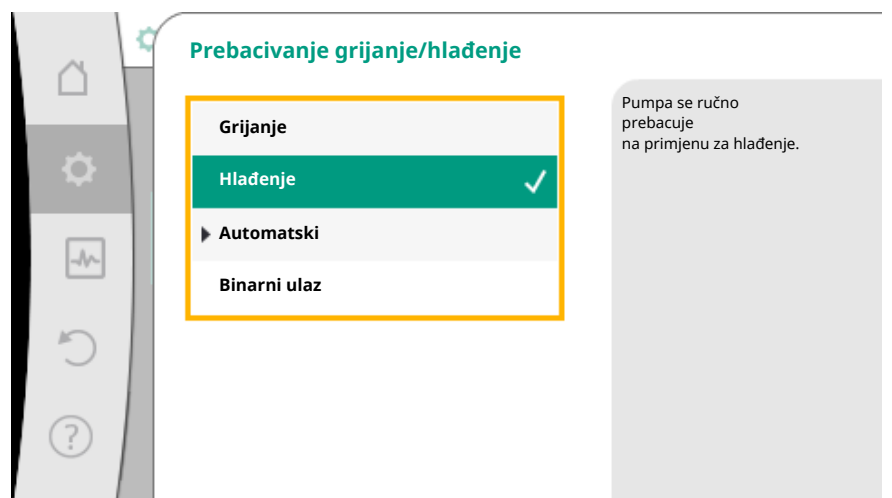 Prebacivanje grijanje/hlađenje
Grijanje
Hlađenje
Automatski
Binarni ulaz
Pumpa se ručno
prebacuje
na primjenu za hlađenje.
?